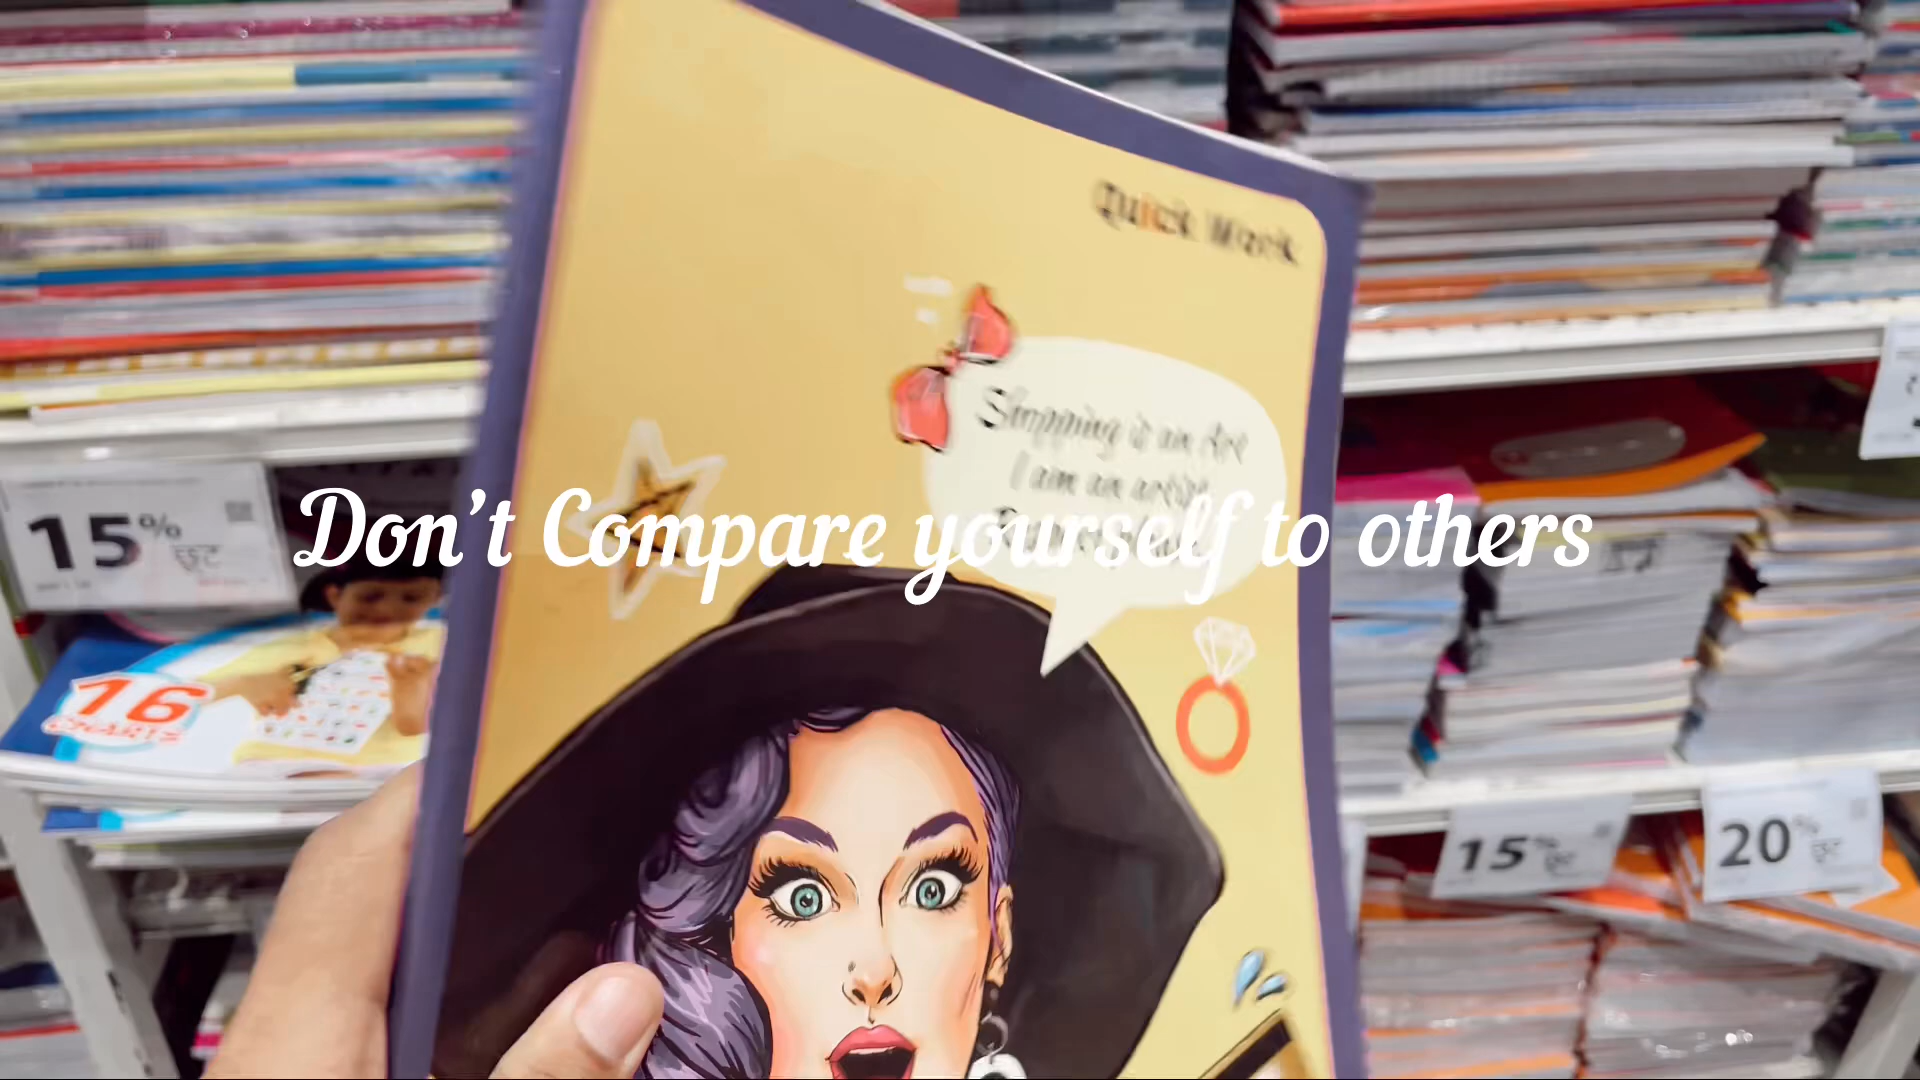 Quick Work
Shopping is an Art
I am an artist
Don't Compare yourself to others
15%
16
CHARTS
15%
20%